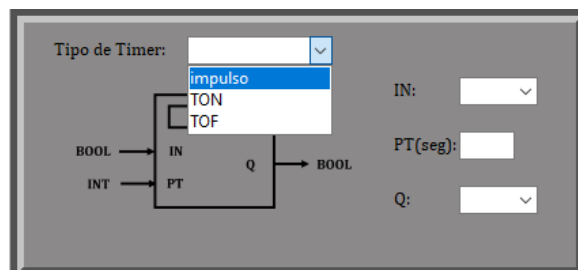 Tipo de Timer:
impulso
TON
TOF
BOOL
IN
INT
PT
Q
BOOL
IN:
PT(seg):
Q: